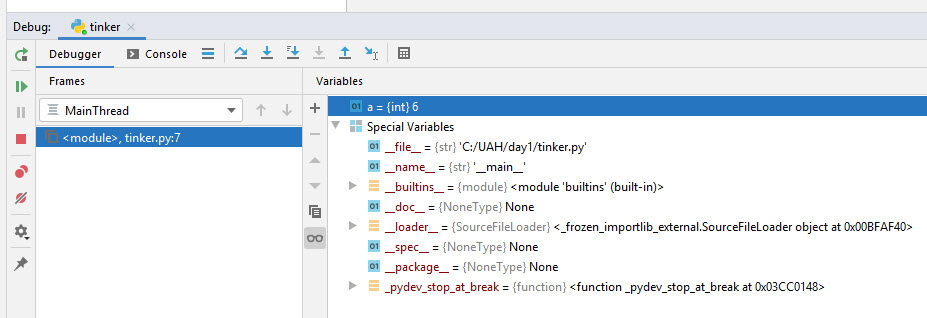 Debug: tinker
Debugger Console
Frames Variables
MainThread
<module>, tinker.py:7
01 a = {int} 6
Special Variables
01 __file__ = {str} 'C:/UAH/day1/tinker.py'
01 __name__ = {str} '__main__'
__builtins__ = {module} <module 'builtins' (built-in)>
01 __doc__ = {NoneType} None
__loader__ = {SourceFileLoader} <_frozen_importlib_external.SourceFileLoader object at 0x00BFAF40>
01 __spec__ = {NoneType} None
01 __package__ = {NoneType} None
_pydev_stop_at_break = {function} <function _pydev_stop_at_break at 0x03CC0148>